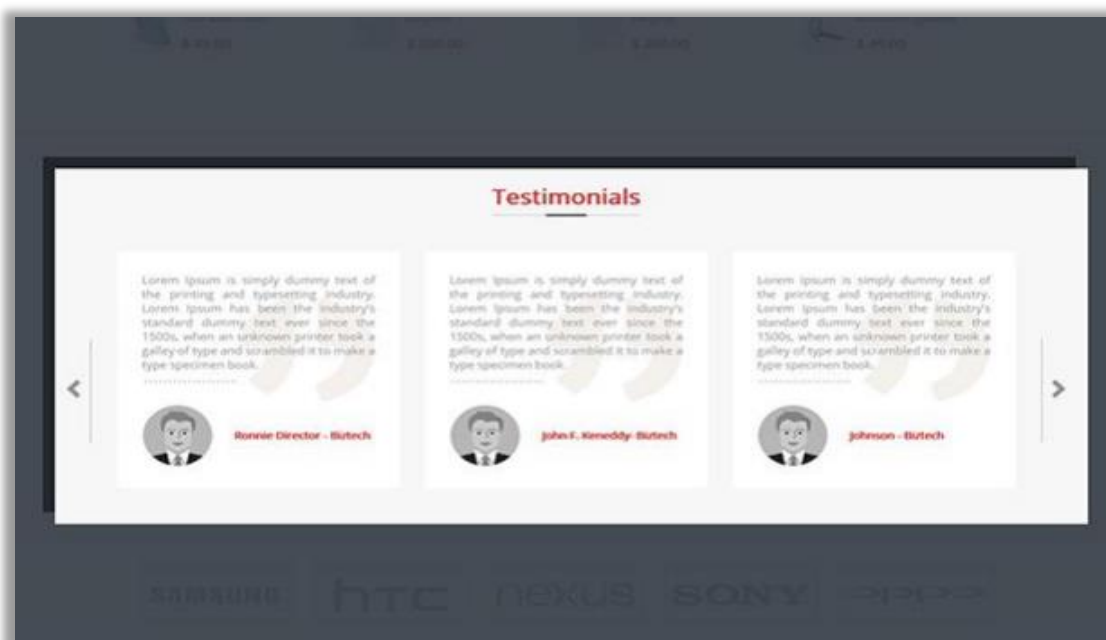 Testimonials
Lorem Ipsum is simply dummy text of
the printing and typesetting industry.
Lorem Ipsum has been the industry's
standard dummy text ever since the
1500s, when an unknown printer took a
galley of type and scrambled it to make a
type specimen book.
Ronnie Director - Biztech
Lorem Ipsum is simply dummy text of
the printing and typesetting industry.
Lorem Ipsum has been the industry's
standard dummy text ever since the
1500s, when an unknown printer took a
galley of type and scrambled it to make a
type specimen book.
John F. Keneddy- Biztech
Lorem Ipsum is simply dummy text of
the printing and typesetting industry.
Lorem Ipsum has been the industry's
standard dummy text ever since the
1500s, when an unknown printer took a
galley of type and scrambled it to make a
type specimen book.
Johnson - Biztech
SAMSUNG hTC nexus SONY oppo